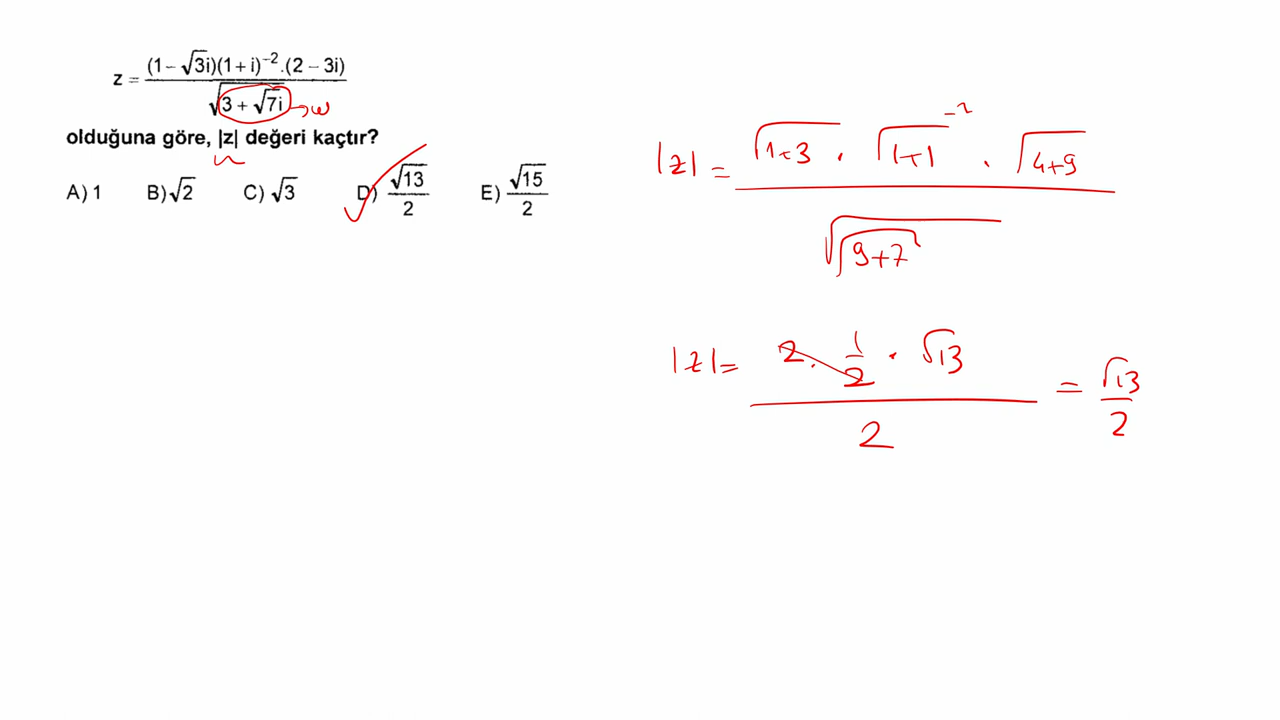 z = (1 – √3i)(1 + i)⁻².(2 – 3i) / √(3 + √7i) → w
olduğuna göre, |z| değeri kaçtır?
A) 1 B) √2 C) √3 D) √13/2 E) √15/2
|z| = √(1+3) . √(1+1)⁻² . √(4+9) / √√(9+7)
|z| = 2 . 1/2 . √13 / 2 = √13/2